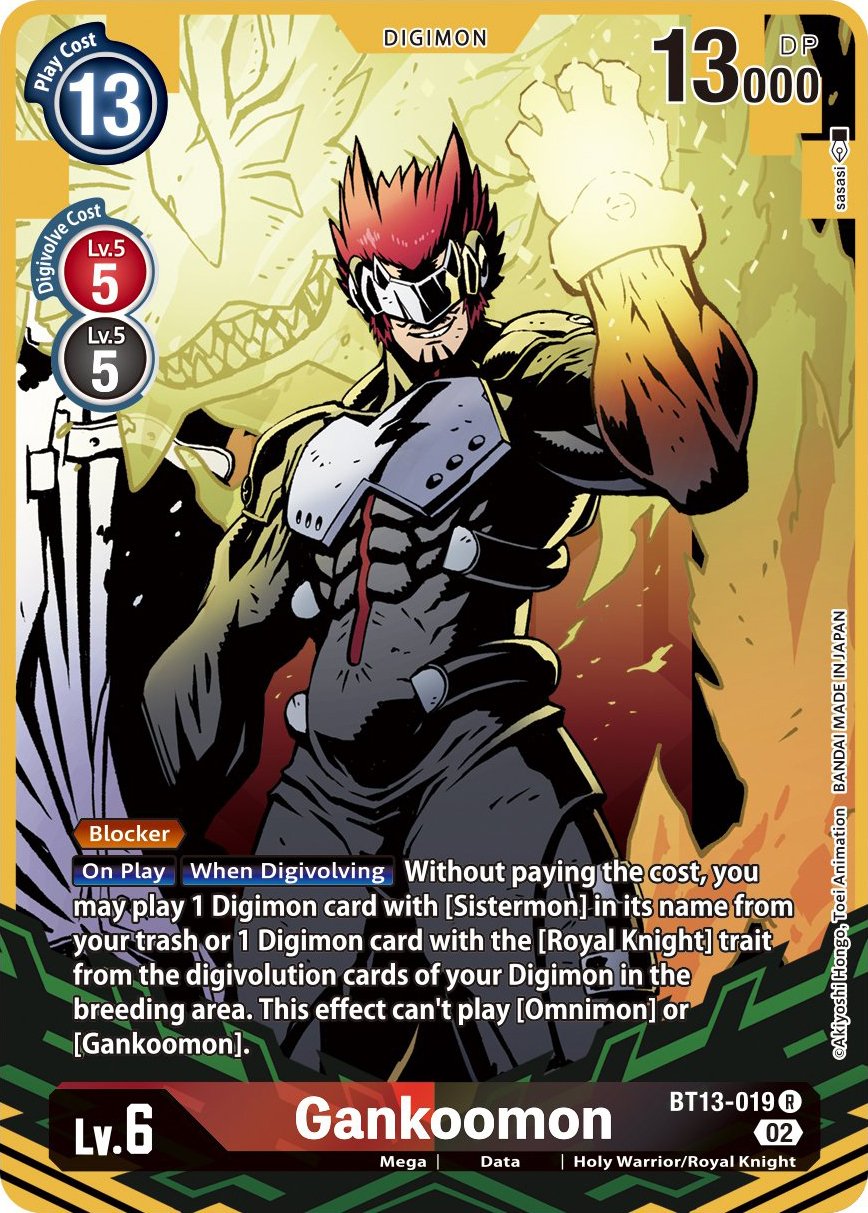 Play Cost
13
DIGIMON
13000
DP
sasasi
Digivolve Cost
Lv.5
5
Lv.5
5
Blocker
On Play When Digivolving Without paying the cost, you
may play 1 Digimon card with [Sistermon] in its name from
your trash or 1 Digimon card with the [Royal Knight] trait
from the digivolution cards of your Digimon in the
breeding area. This effect can't play [Omnimon] or
[Gankoomon].
©Akiyoshi Hongo, Toei Animation BANDAI MADE IN JAPAN
Lv.6
Gankoomon
BT13-019 R
02
Mega | Data | Holy Warrior/Royal Knight